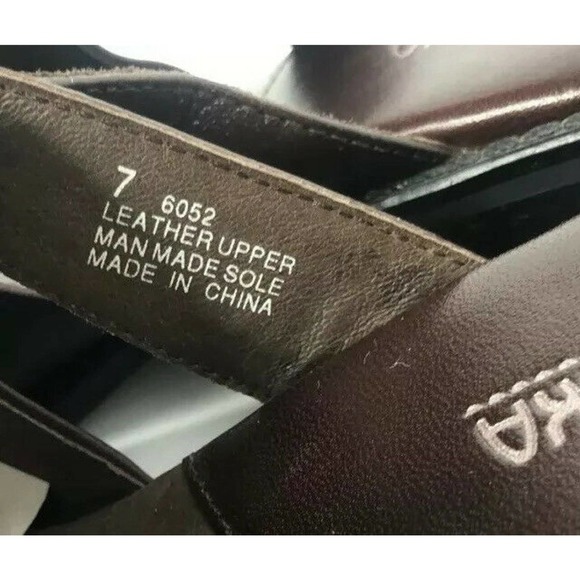 7 6052
LEATHER UPPER
MAN MADE SOLE
MADE IN CHINA